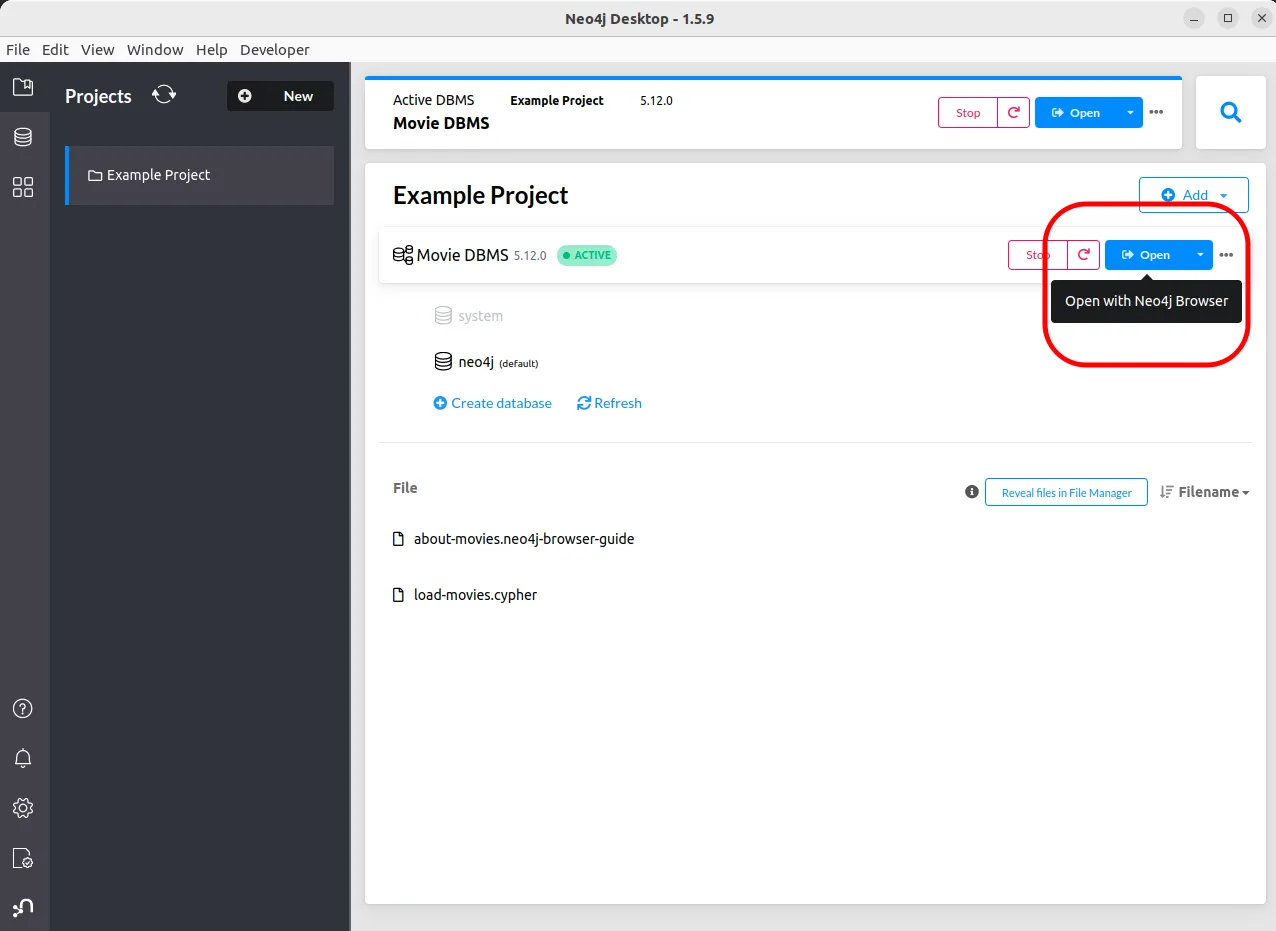 Neo4j Desktop - 1.5.9
File Edit View Window Help Developer
Projects
New
Example Project
Active DBMS Example Project 5.12.0
Movie DBMS
Stop Open
Example Project
Add
Movie DBMS 5.12.0 ACTIVE
Stop Open
Open with Neo4j Browser
system
neo4j (default)
Create database Refresh
File
Reveal files in File Manager Filename
about-movies.neo4j-browser-guide
load-movies.cypher